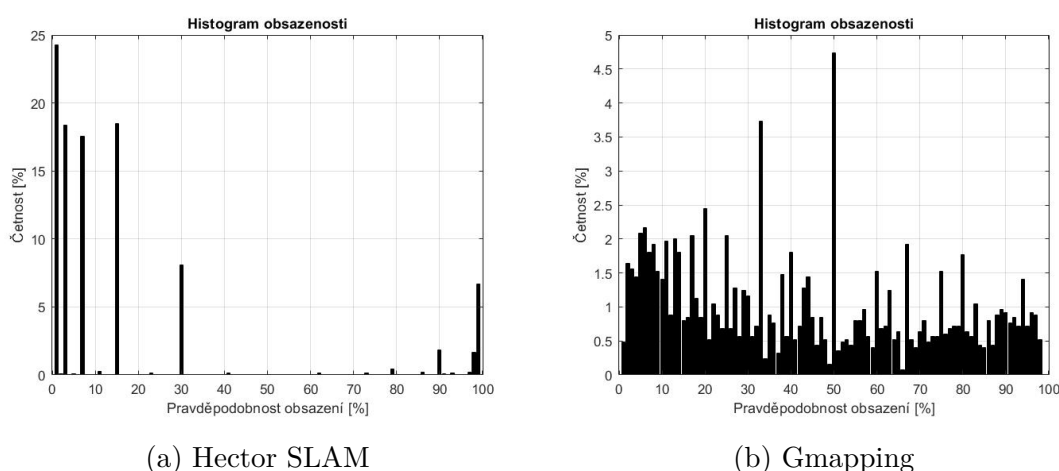 Histogram obsazenosti
25
20
15
10
5
0
Četnost [%]
0 10 20 30 40 50 60 70 80 90 100
Pravděpodobnost obsazení [%]
(a) Hector SLAM
Histogram obsazenosti
5
4.5
4
3.5
3
2.5
2
1.5
1
0.5
0
Četnost [%]
0 10 20 30 40 50 60 70 80 90 100
Pravděpodobnost obsazení [%]
(b) Gmapping